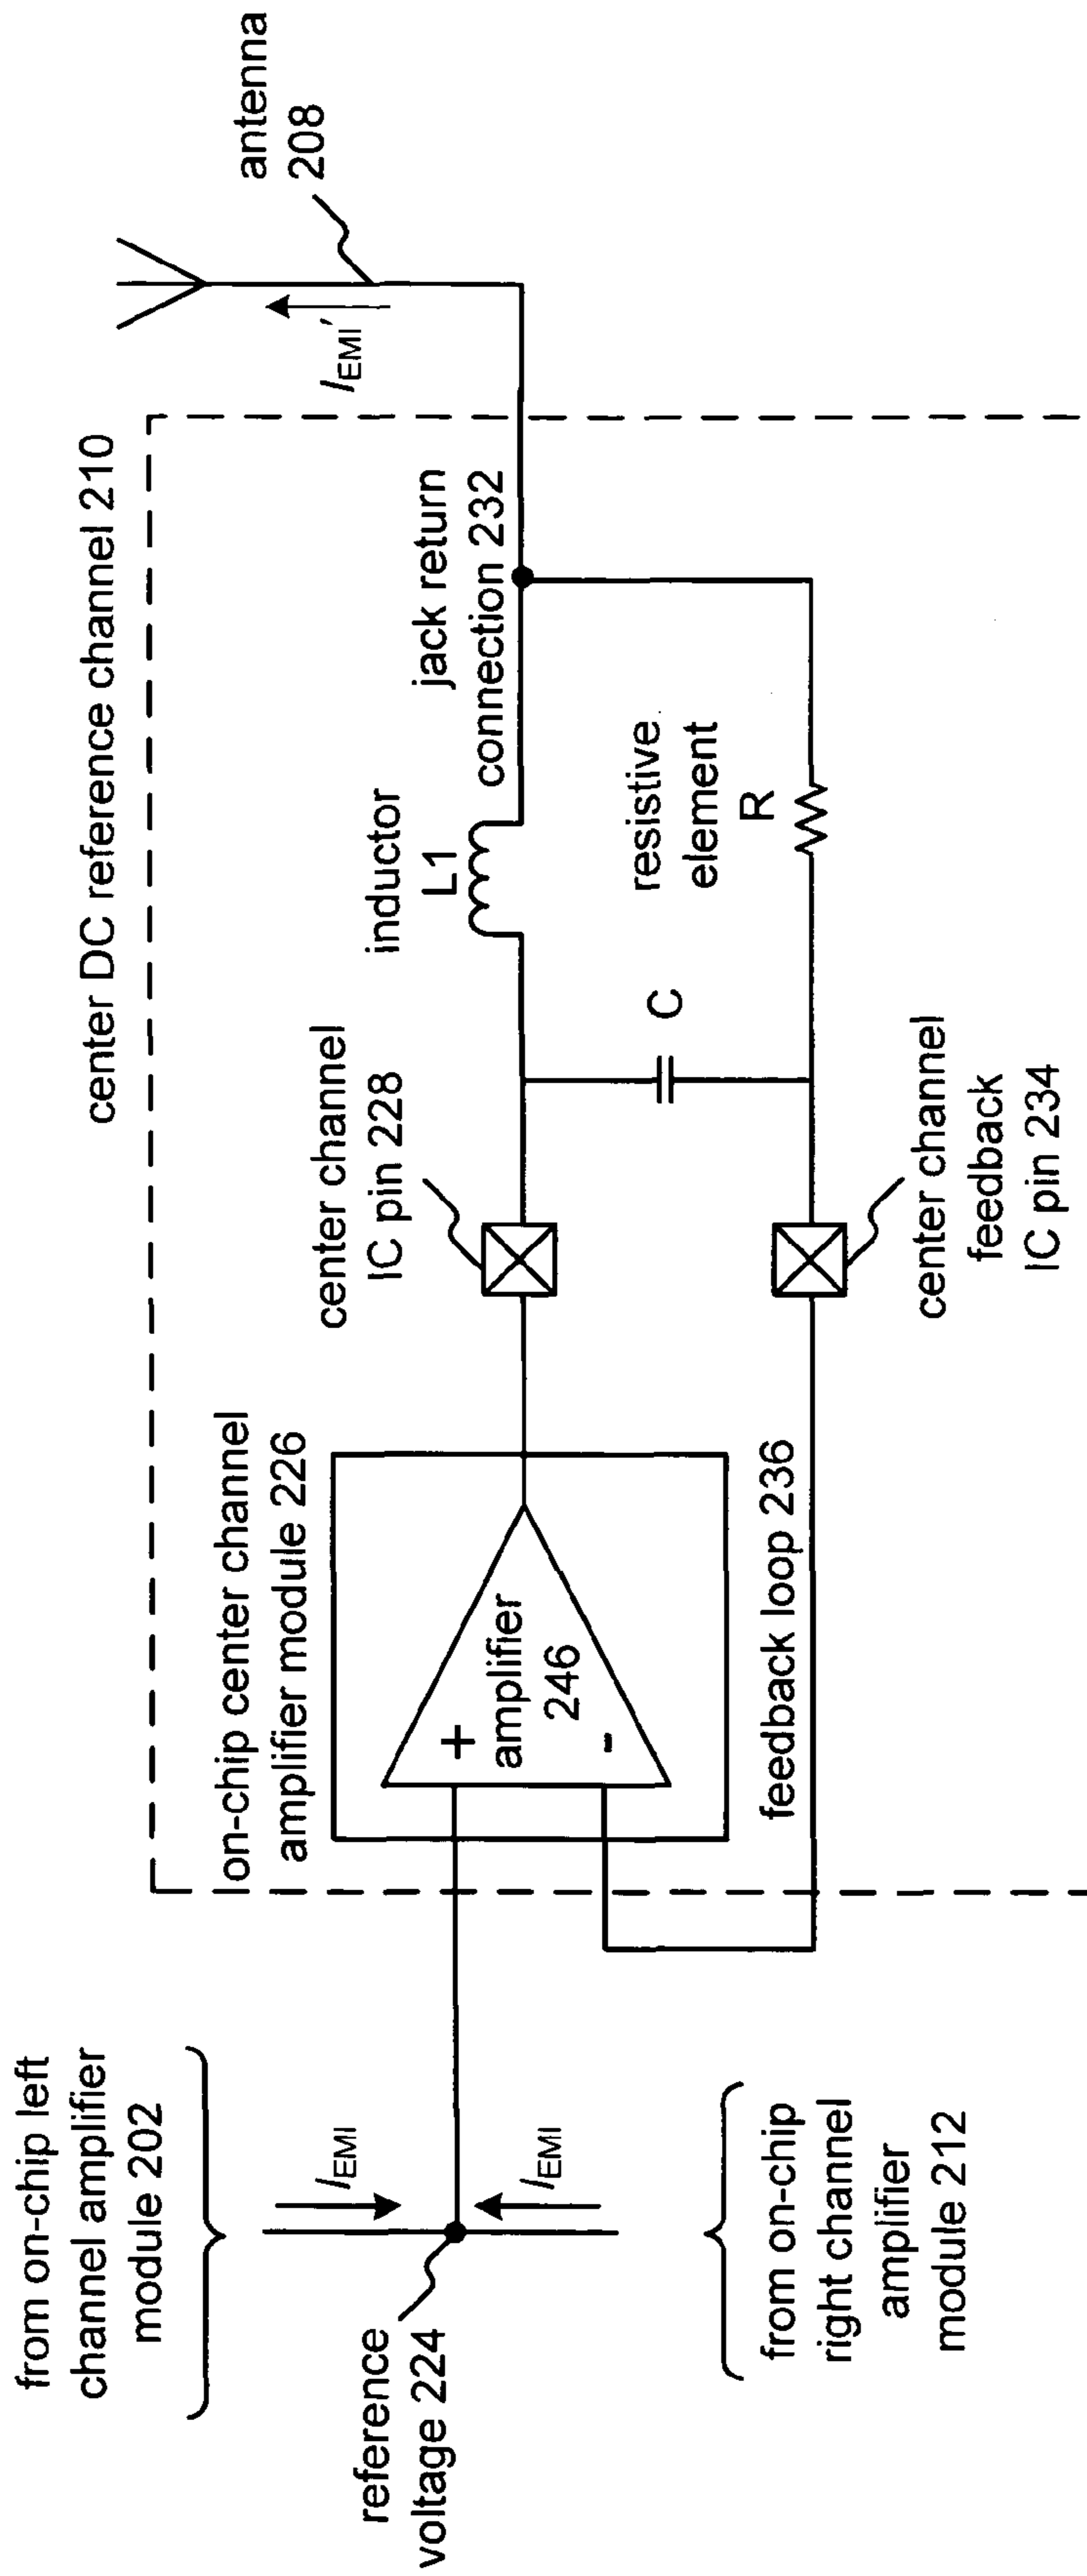 center DC reference channel 210
antenna
208
I_EMI′
jack return
connection 232
inductor
L1
resistive
element
R
C
center channel
IC pin 228
center channel
feedback
IC pin 234
on-chip center channel
amplifier module 226
+
amplifier
246
-
feedback loop 236
from on-chip left
channel amplifier
module 202
I_EMI
I_EMI
reference
voltage 224
from on-chip
right channel
amplifier
module 212